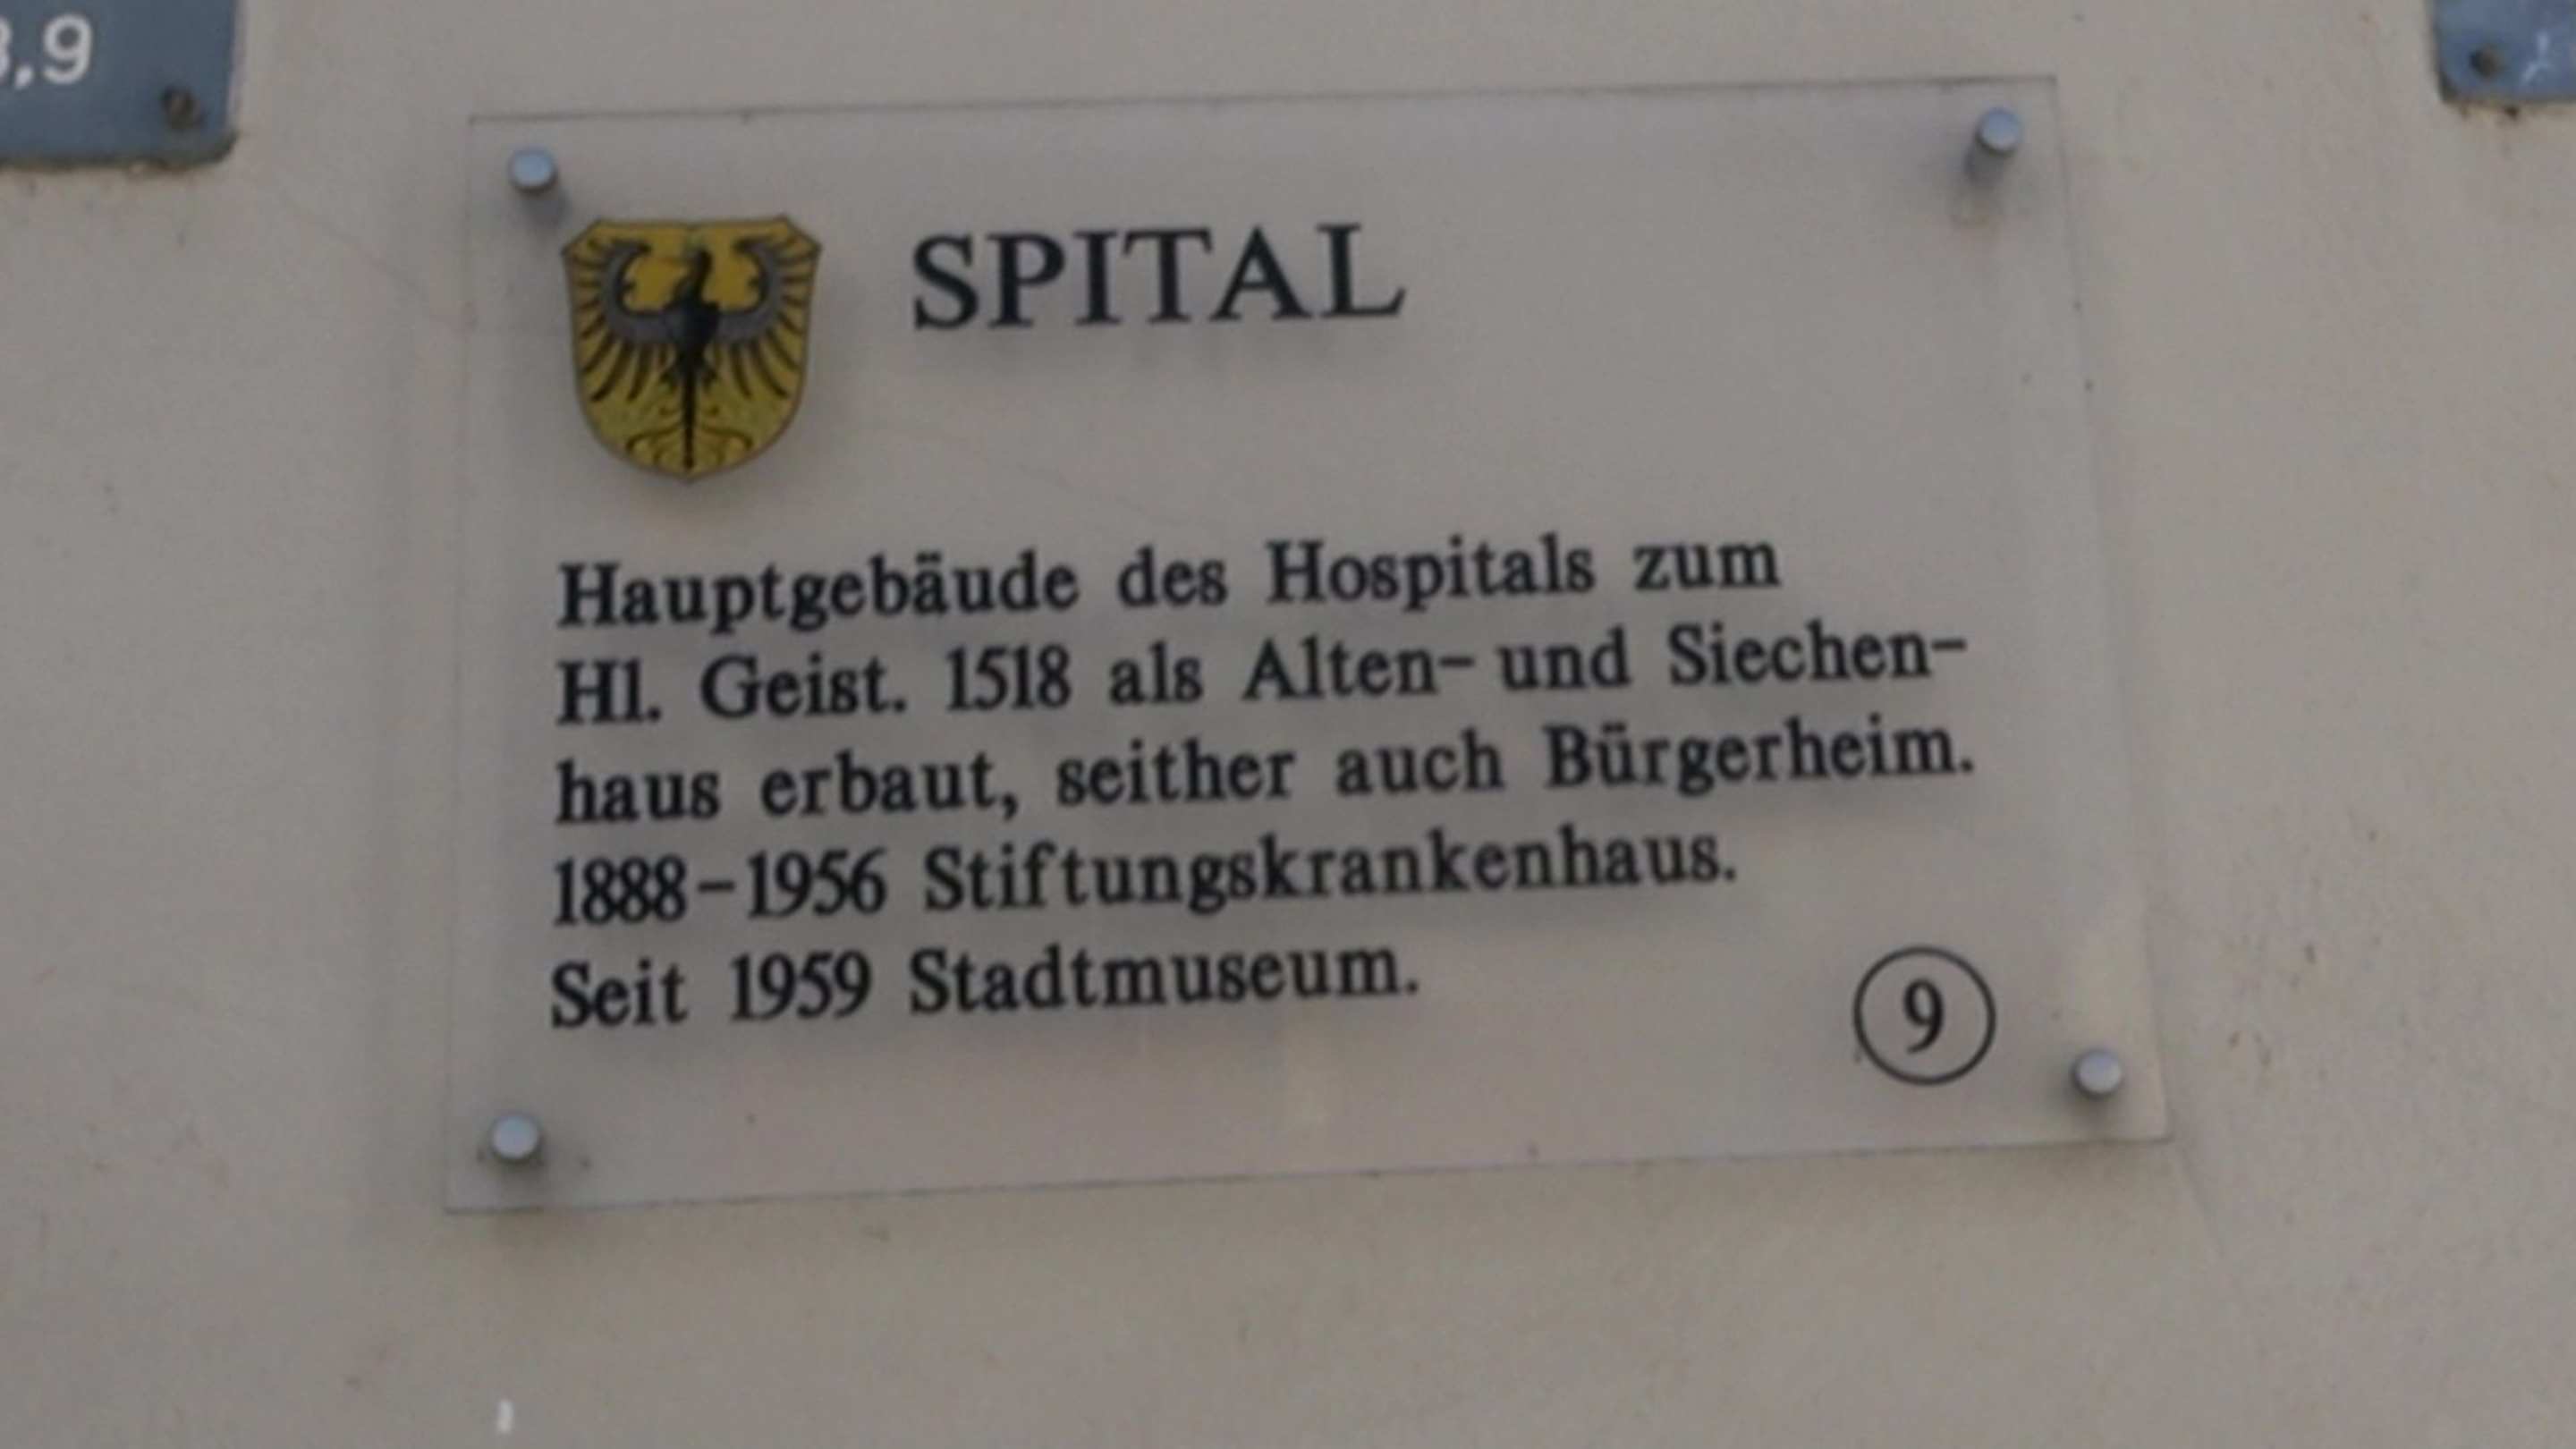 SPITAL
Hauptgebäude des Hospitals zum
Hl. Geist. 1518 als Alten- und Siechen-
haus erbaut, seither auch Bürgerheim.
1888-1956 Stiftungskrankenhaus.
Seit 1959 Stadtmuseum.
9
,9